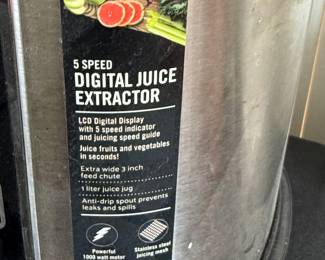 5 SPEED
DIGITAL JUICE
EXTRACTOR
LCD Digital Display
with 5 speed indicator
and juicing speed guide
Juice fruits and vegetables
in seconds!
Extra wide 3 inch
feed chute
1 liter juice jug
Anti-drip spout prevents
leaks and spills
Powerful
1000 watt motor
Stainless steel
juicing mesh